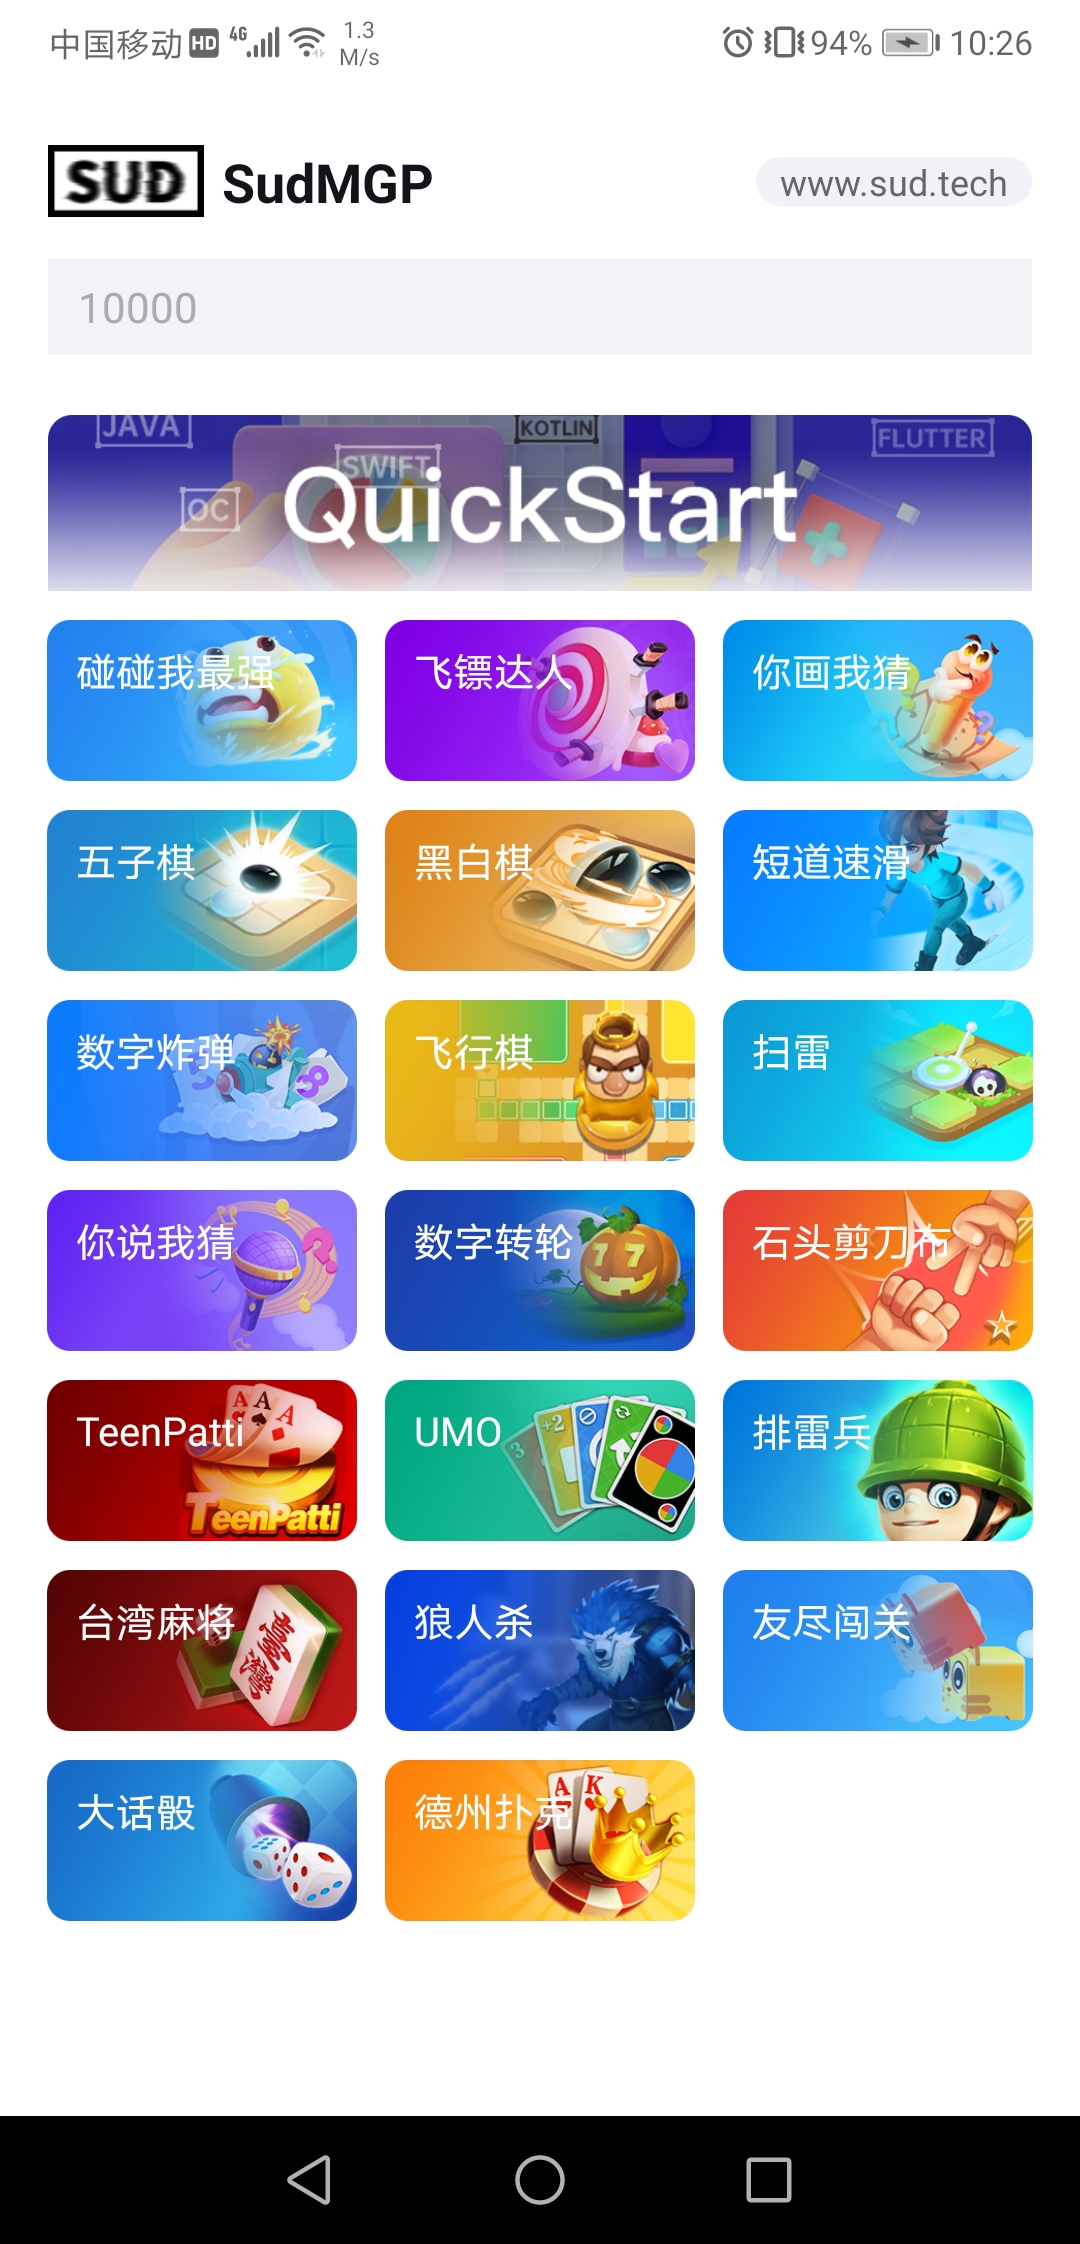 中国移动 HD 4G 1.3 M/s 94% 10:26
SUD SudMGP www.sud.tech
10000
JAVA KOTLIN FLUTTER
SWIFT
OC
QuickStart
碰碰我最强 飞镖达人 你画我猜
五子棋 黑白棋 短道速滑
数字炸弹 飞行棋 扫雷
你说我猜 数字转轮 石头剪刀布
TeenPatti UMO 排雷兵
TeenPatti
台湾麻将 狼人杀 友尽闯关
大话骰 德州扑克